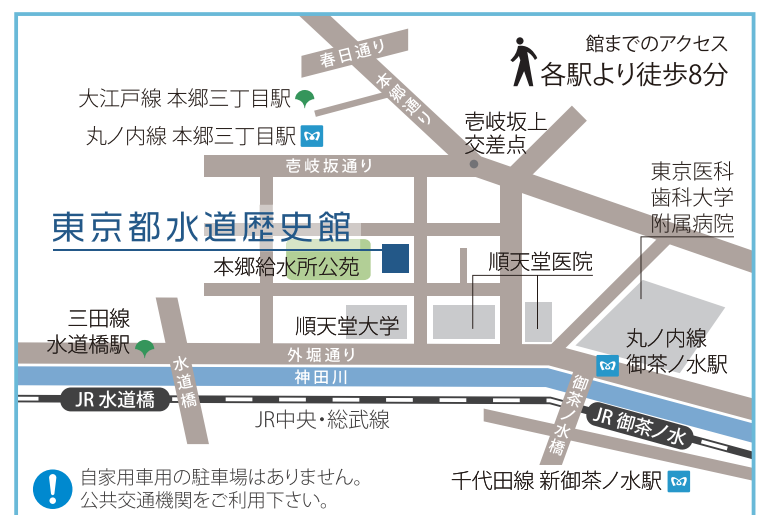 館までのアクセス
各駅より徒歩8分
春日通り
本郷通り
大江戸線 本郷三丁目駅
丸ノ内線 本郷三丁目駅
壱岐坂上
交差点
壱岐坂通り
東京医科
歯科大学
附属病院
東京都水道歴史館
本郷給水所公苑
順天堂医院
三田線
水道橋駅
順天堂大学
丸ノ内線
御茶ノ水駅
外堀通り
水道橋
神田川
御茶ノ水橋
JR 水道橋
JR中央・総武線
JR 御茶ノ水
千代田線 新御茶ノ水駅
自家用車用の駐車場はありません。
公共交通機関をご利用下さい。